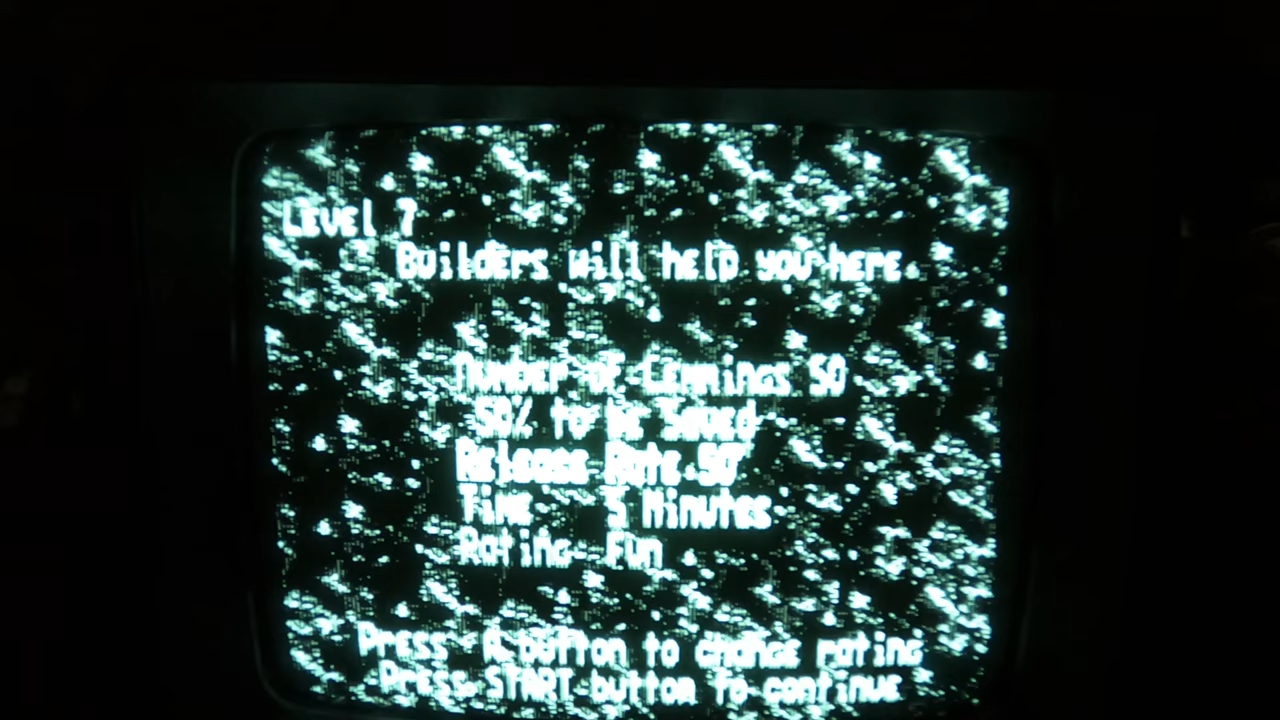 Level 7
Builders will help you here.
Number of Lemmings 50
50% to be Saved
Release Rate 50
Time 5 Minutes
Rating Fun
Press A button to change rating
Press START button to continue